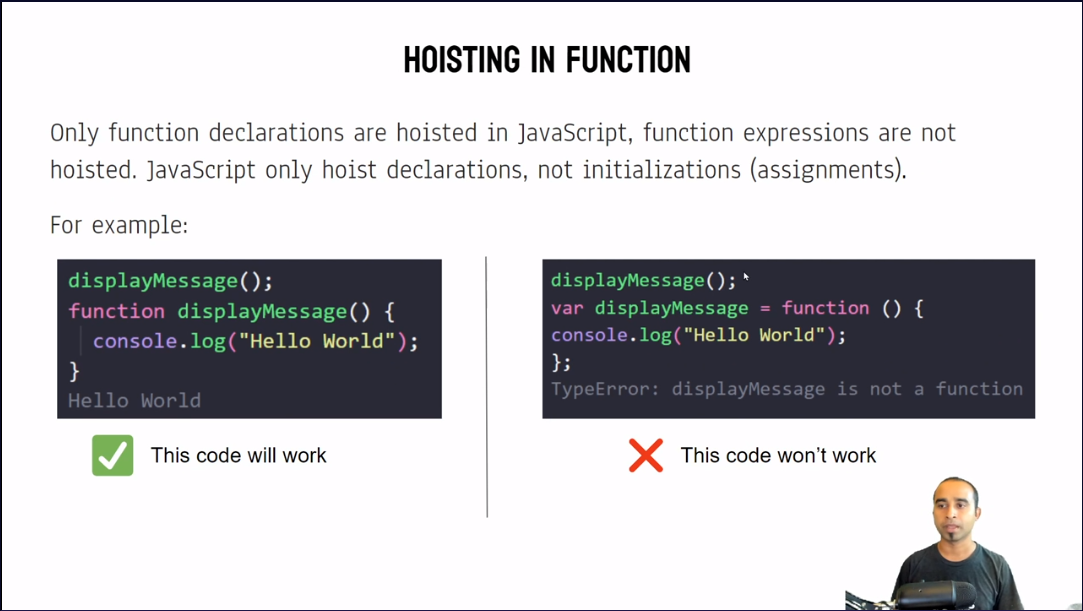 HOISTING IN FUNCTION
Only function declarations are hoisted in JavaScript, function expressions are not
hoisted. JavaScript only hoist declarations, not initializations (assignments).
For example:
displayMessage();
function displayMessage() {
console.log("Hello World");
}
Hello World
This code will work
displayMessage();
var displayMessage = function () {
console.log("Hello World");
};
TypeError: displayMessage is not a function
This code won't work